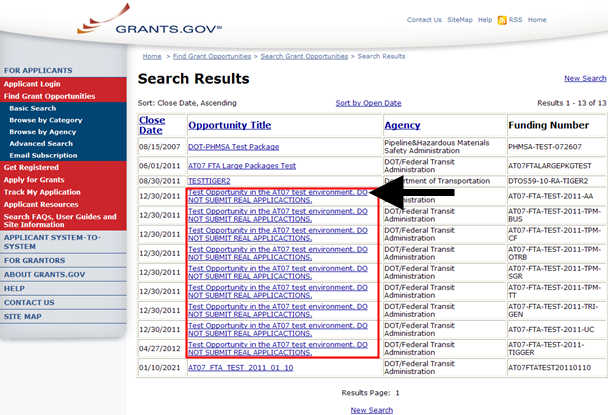 GRANTS.GOV℠
Contact Us SiteMap Help RSS Home
Home > Find Grant Opportunities > Search Grant Opportunities > Search Results
FOR APPLICANTS
Applicant Login
Find Grant Opportunities
Basic Search
Browse by Category
Browse by Agency
Advanced Search
Email Subscription
Get Registered
Apply for Grants
Track My Application
Applicant Resources
Search FAQs, User Guides and
Site Information
APPLICANT SYSTEM-TO-
SYSTEM
FOR GRANTORS
ABOUT GRANTS.GOV
HELP
CONTACT US
SITE MAP
Search Results
New Search
Sort: Close Date, Ascending Sort by Open Date Results 1 - 13 of 13
Close
Date Opportunity Title Agency Funding Number
08/15/2007 DOT-PHMSA Test Package Pipeline&Hazardous Materials
Safety Administration PHMSA-TEST-072607
06/01/2011 AT07 FTA Large Packages Test DOT/Federal Transit
Administration AT07FTALARGEPKGTEST
08/30/2011 TESTTIGER2 Department of Transportation DTOS59-10-RA-TIGER2
12/30/2011 Test Opportunity in the AT07 test environment. DO
NOT SUBMIT REAL APPLICATIONS. Administration AT07-FTA-TEST-2011-AA
12/30/2011 Test Opportunity in the AT07 test environment. DO
NOT SUBMIT REAL APPLICATIONS. DOT/Federal Transit
Administration AT07-FTA-TEST-2011-TPM-
BUS
12/30/2011 Test Opportunity in the AT07 test environment. DO
NOT SUBMIT REAL APPLICATIONS. DOT/Federal Transit
Administration AT07-FTA-TEST-2011-TPM-
CF
12/30/2011 Test Opportunity in the AT07 test environment. DO
NOT SUBMIT REAL APPLICATIONS. DOT/Federal Transit
Administration AT07-FTA-TEST-2011-TPM-
OTRB
12/30/2011 Test Opportunity in the AT07 test environment. DO
NOT SUBMIT REAL APPLICATIONS. DOT/Federal Transit
Administration AT07-FTA-TEST-2011-TPM-
SGR
12/30/2011 Test Opportunity in the AT07 test environment. DO
NOT SUBMIT REAL APPLICATIONS. DOT/Federal Transit
Administration AT07-FTA-TEST-2011-TPM-
TT
12/30/2011 Test Opportunity in the AT07 test environment. DO
NOT SUBMIT REAL APPLICATIONS. DOT/Federal Transit
Administration AT07-FTA-TEST-2011-TRI-
GEN
12/30/2011 Test Opportunity in the AT07 test environment. DO
NOT SUBMIT REAL APPLICATIONS. DOT/Federal Transit
Administration AT07-FTA-TEST-2011-UC
04/27/2012 Test Opportunity in the AT07 test environment. DO
NOT SUBMIT REAL APPLICATIONS. DOT/Federal Transit
Administration AT07-FTA-TEST-2011-
TIGGER
01/10/2021 AT07_FTA_TEST_2011_01_10 DOT/Federal Transit
Administration AT07FTATEST20110110
Results Page: 1
New Search